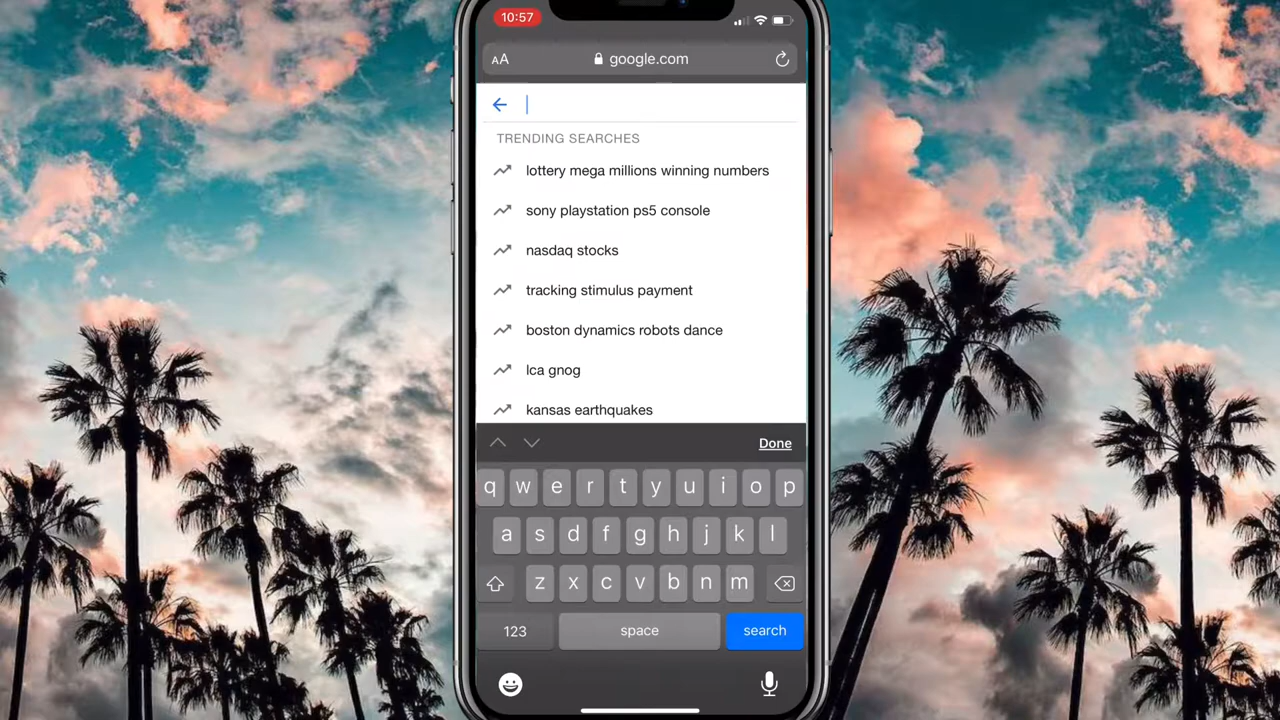 10:57
AA google.com
TRENDING SEARCHES
lottery mega millions winning numbers
sony playstation ps5 console
nasdaq stocks
tracking stimulus payment
boston dynamics robots dance
lca gnog
kansas earthquakes
Done
q w e r t y u i o p
a s d f g h j k l
z x c v b n m
123 space search